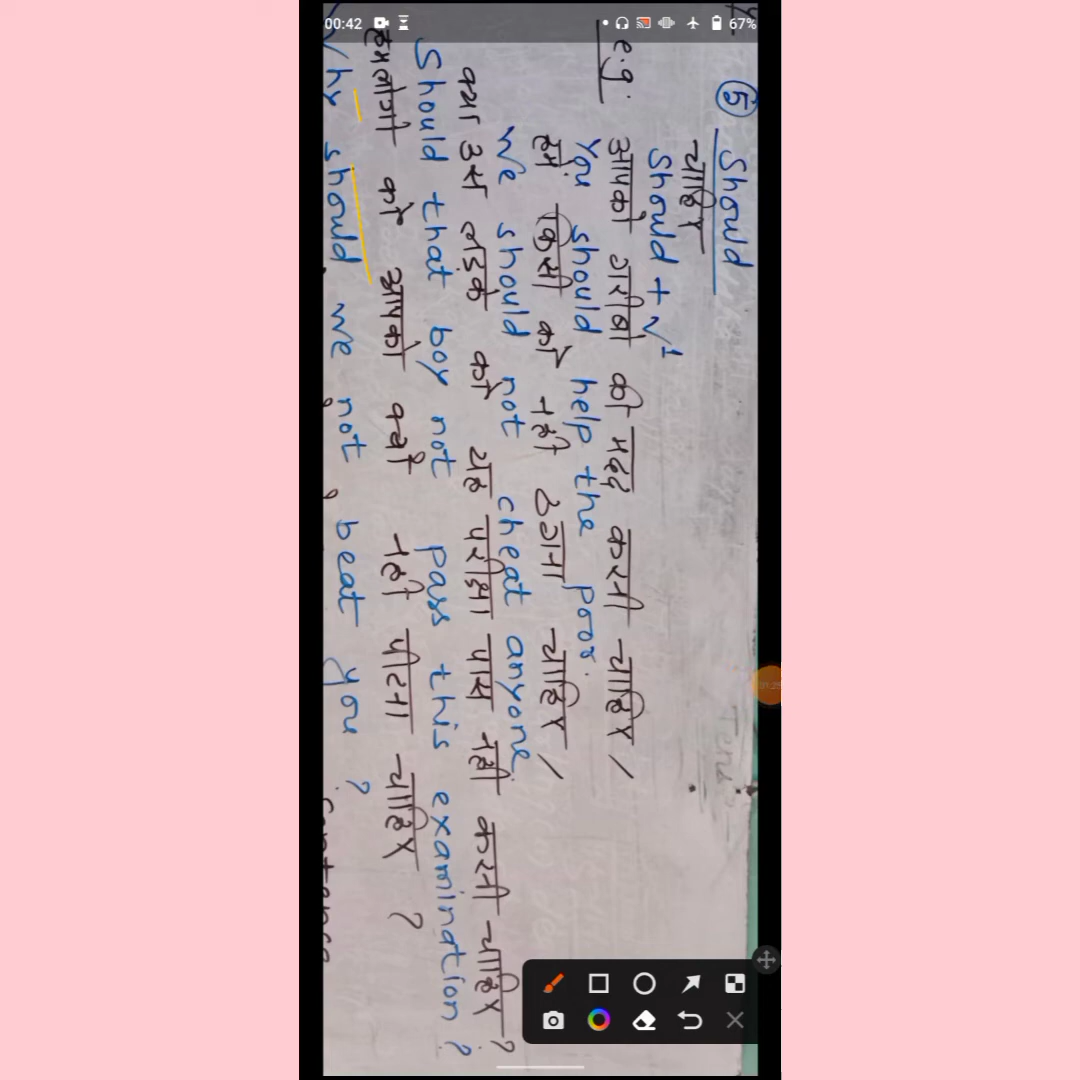 00:42
67%
⑤ Should
चाहिए
Should + V¹
e.g.
आपको गरीबो की मदद करनी चाहिए /
You should help the poor.
हमें किसी को नही ठगना चाहिए /
We should not cheat anyone.
क्या उस लड़के को यह परीक्षा पास नही करनी चाहिए ?
Should that boy not pass this examination ?
हमलोगो को आपको क्यों नही पीटना चाहिए ?
Why should we not beat you ?